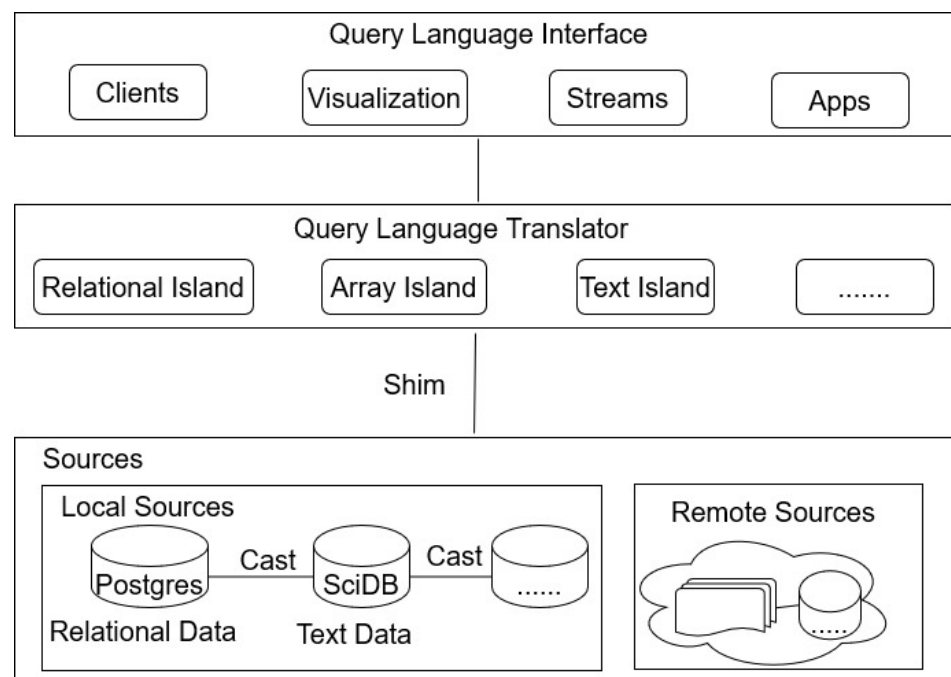 Query Language Interface
Clients
Visualization
Streams
Apps
Query Language Translator
Relational Island
Array Island
Text Island
.......
Shim
Sources
Local Sources
Postgres
Cast
SciDB
Cast
......
Relational Data
Text Data
Remote Sources
.....